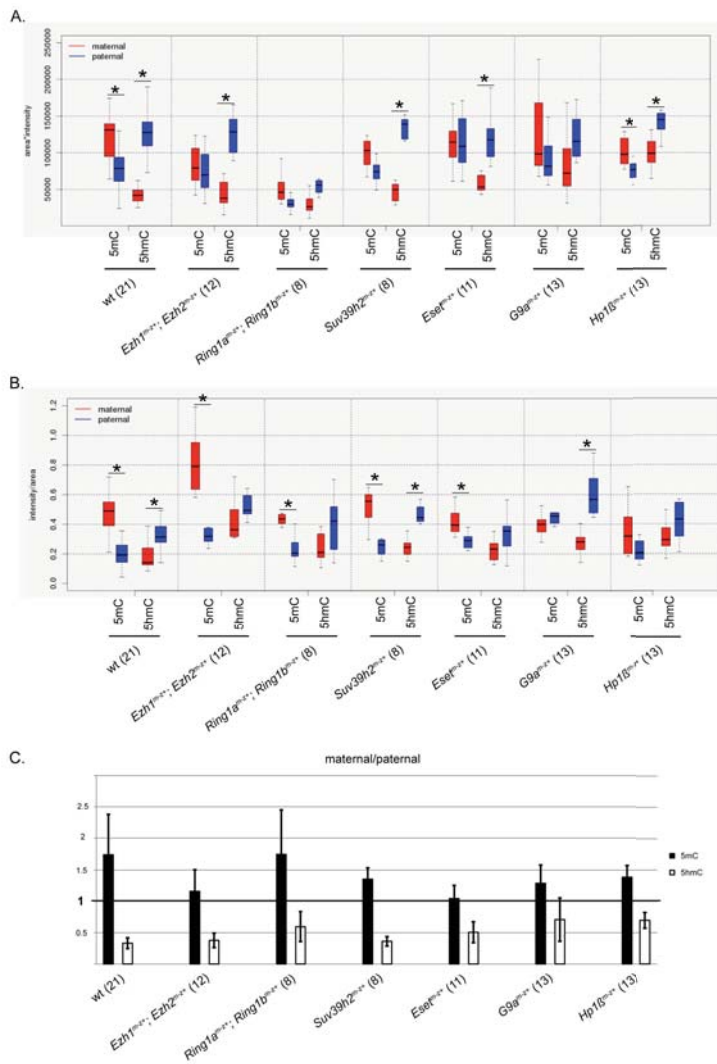 A.
maternal
paternal
area*intensity
250000
200000
150000
100000
50000
* * * * * * *
5mC 5hmC 5mC 5hmC 5mC 5hmC 5mC 5hmC 5mC 5hmC 5mC 5hmC 5mC 5hmC
wt (21)
Ezh1m-z+; Ezh2m-z+ (12)
Ring1am-z+; Ring1bm-z+ (8)
Suv39h2m-z+ (8)
Esetm-z+ (11)
G9am-z+ (13)
Hp1ßm-z+ (13)
B.
maternal
paternal
intensity/area
1.2
1.0
0.8
0.6
0.4
0.2
0.0
* * * * * * * *
5mC 5hmC 5mC 5hmC 5mC 5hmC 5mC 5hmC 5mC 5hmC 5mC 5hmC 5mC 5hmC
wt (21)
Ezh1m-z+; Ezh2m-z+ (12)
Ring1am-z+; Ring1bm-z+ (8)
Suv39h2m-z+ (8)
Esetm-z+ (11)
G9am-z+ (13)
Hp1ßm-z+ (13)
C.
maternal/paternal
2.5
2
1.5
1
0.5
5mC
5hmC
wt (21)
Ezh1m-z+; Ezh2m-z+ (12)
Ring1am-z+; Ring1bm-z+ (8)
Suv39h2m-z+ (8)
Esetm-z+ (11)
G9am-z+ (13)
Hp1ßm-z+ (13)